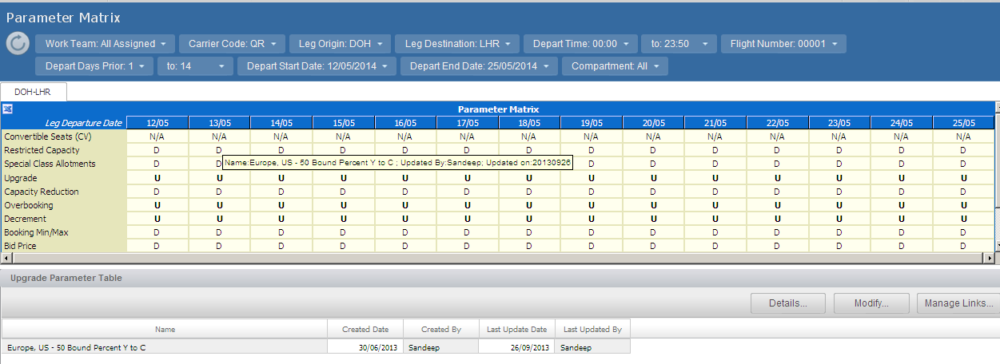 Parameter Matrix
Work Team: All Assigned Carrier Code: QR Leg Origin: DOH Leg Destination: LHR Depart Time: 00:00 to: 23:50 Flight Number: 00001
Depart Days Prior: 1 to: 14 Depart Start Date: 12/05/2014 Depart End Date: 25/05/2014 Compartment: All
DOH-LHR
Parameter Matrix
Leg Departure Date 12/05 13/05 14/05 15/05 16/05 17/05 18/05 19/05 20/05 21/05 22/05 23/05 24/05 25/05
Convertible Seats (CV) N/A N/A N/A N/A N/A N/A N/A N/A N/A N/A N/A N/A N/A N/A
Restricted Capacity D D D D D D D D D D D D D D
Special Class Allotments D D Name:Europe, US - 50 Bound Percent Y to C ; Updated By:Sandeep; Updated on:20130926 D D D D D D D
Upgrade U U U U U U U U U U U U U U
Capacity Reduction D D D D D D D D D D D D D D
Overbooking U U U U U U U U U U U U U U
Decrement U U U U U U U U U U U U U U
Booking Min/Max D D D D D D D D D D D D D D
Bid Price D D D D D D D D D D D D D D
Upgrade Parameter Table
Details... Modify... Manage Links...
Name Created Date Created By Last Update Date Last Updated By
Europe, US - 50 Bound Percent Y to C 30/06/2013 Sandeep 26/09/2013 Sandeep